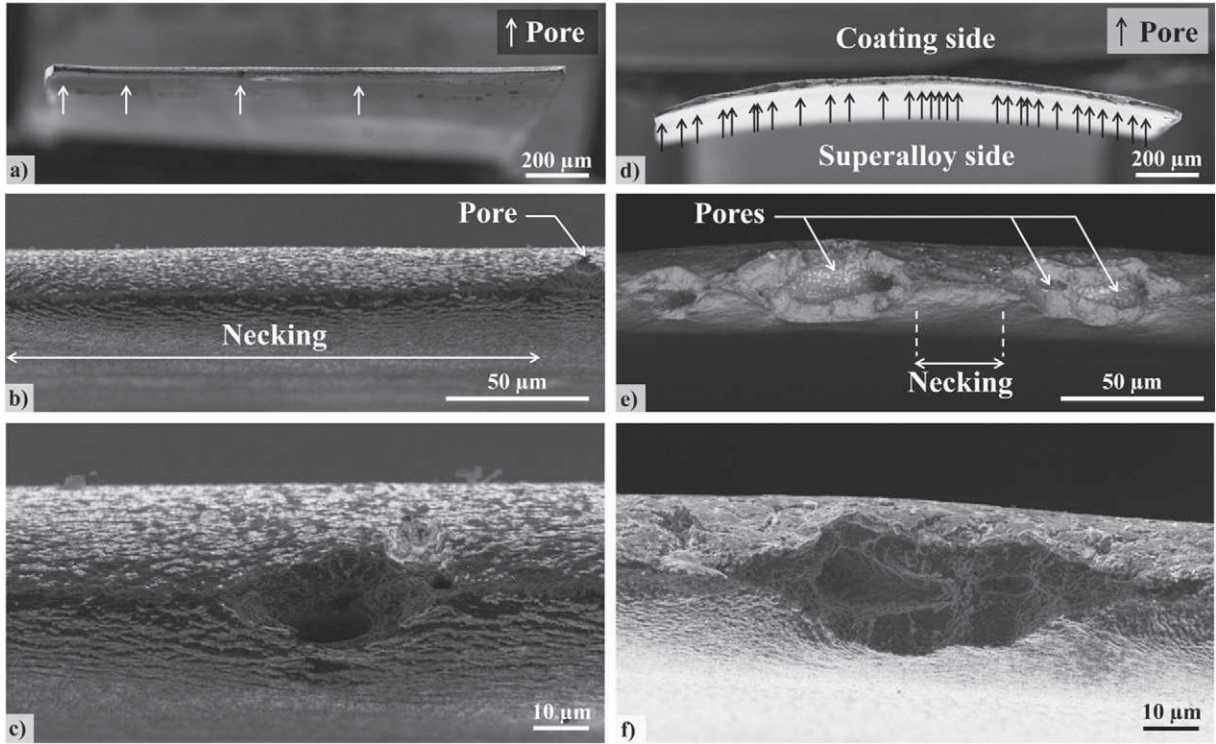 ↑ Pore
200 µm
a)
Pore
Necking
50 µm
b)
10 µm
c)
↑ Pore
Coating side
Superalloy side
200 µm
d)
Pores
Necking
50 µm
e)
10 µm
f)